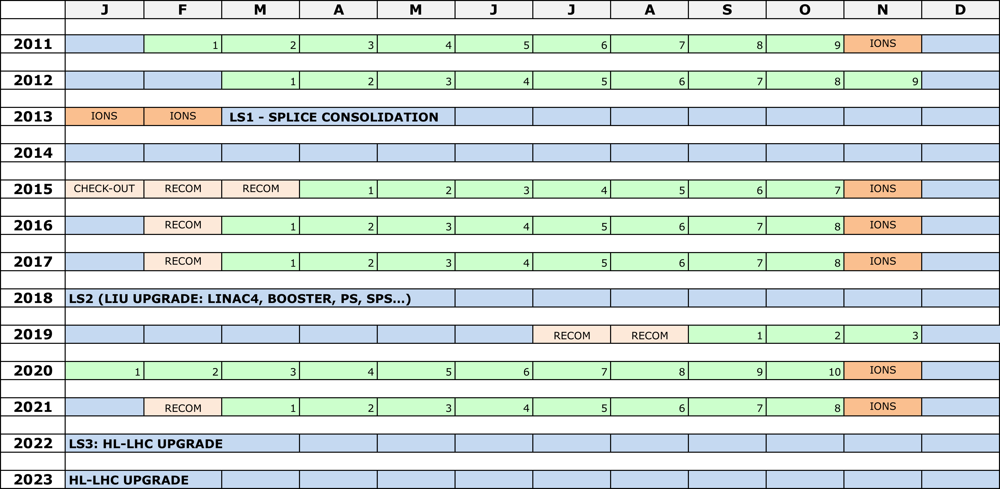 J F M A M J J A S O N D
2011 1 2 3 4 5 6 7 8 9 IONS
2012 1 2 3 4 5 6 7 8 9
2013 IONS IONS LS1 - SPLICE CONSOLIDATION
2014
2015 CHECK-OUT RECOM RECOM 1 2 3 4 5 6 7 IONS
2016 RECOM 1 2 3 4 5 6 7 8 IONS
2017 RECOM 1 2 3 4 5 6 7 8 IONS
2018 LS2 (LIU UPGRADE: LINAC4, BOOSTER, PS, SPS...)
2019 RECOM RECOM 1 2 3
2020 1 2 3 4 5 6 7 8 9 10 IONS
2021 RECOM 1 2 3 4 5 6 7 8 IONS
2022 LS3: HL-LHC UPGRADE
2023 HL-LHC UPGRADE